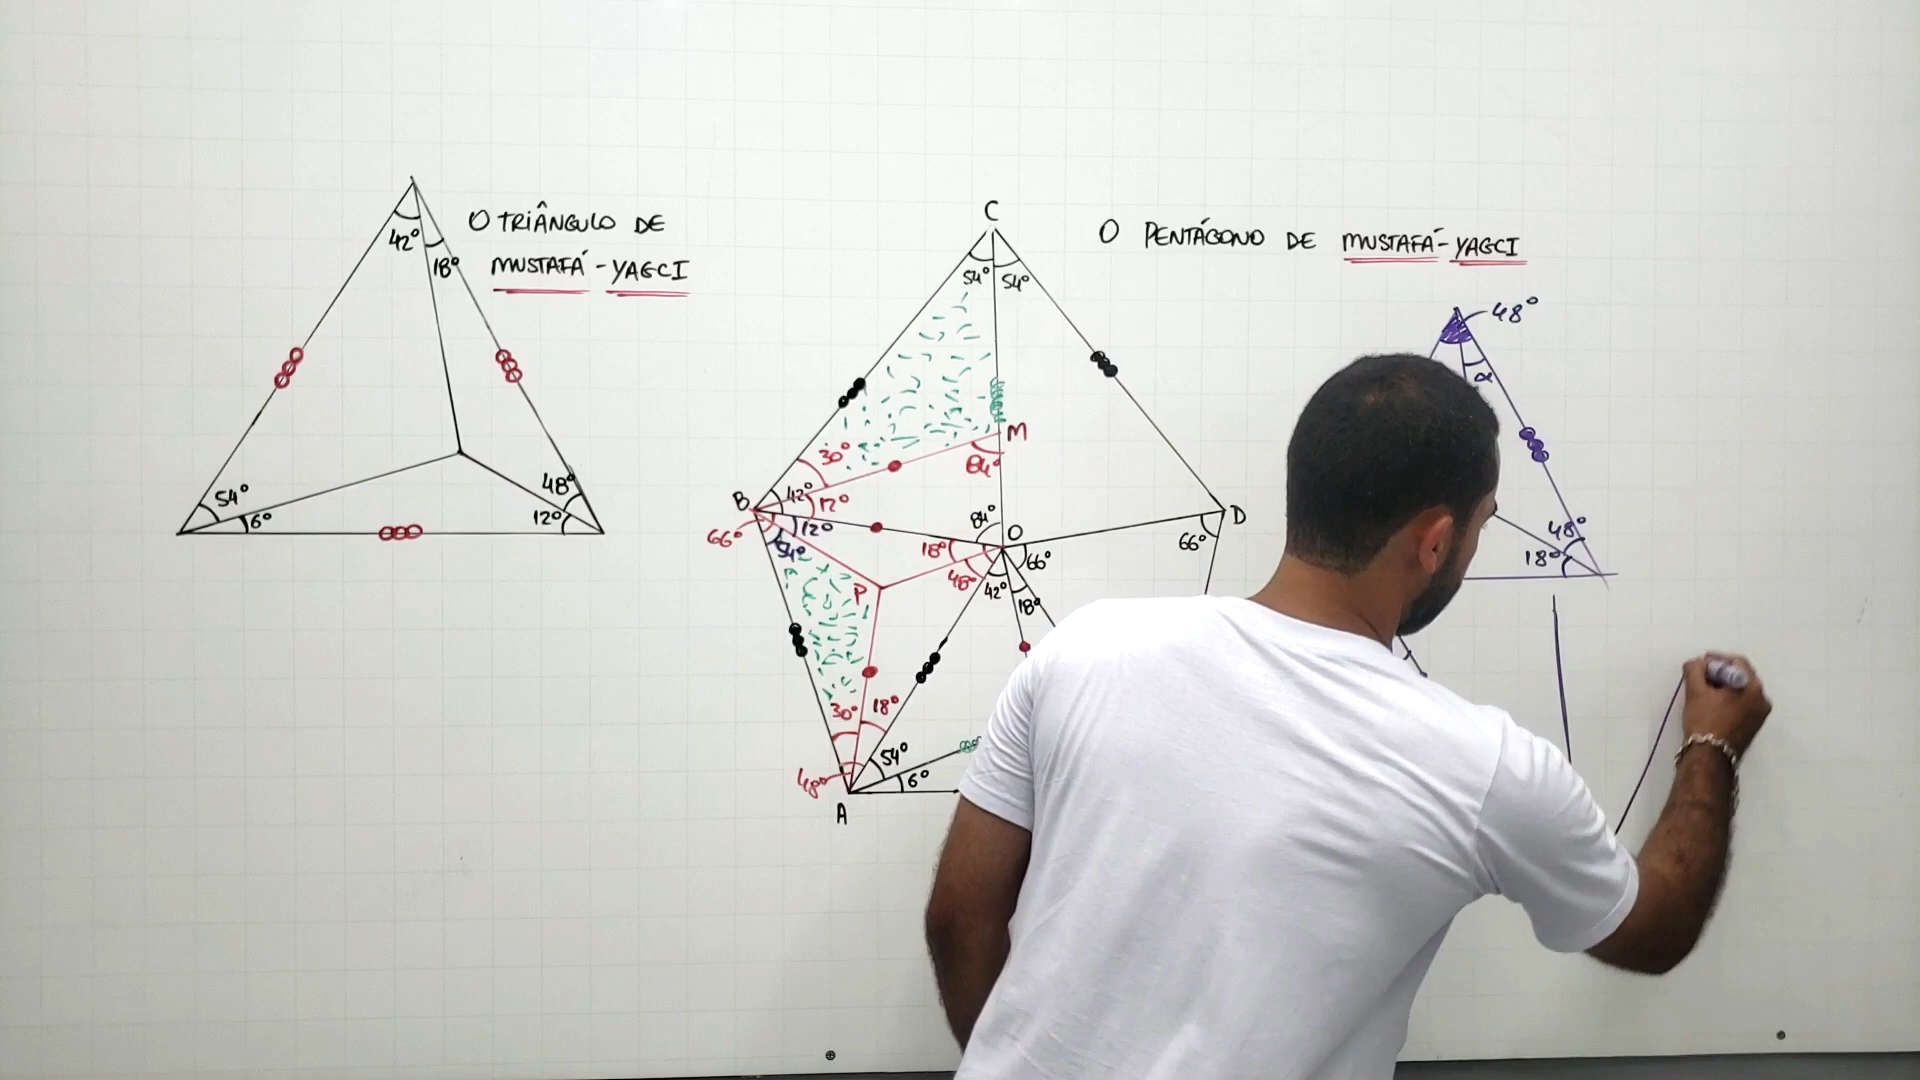 O TRIÂNGULO DE
MUSTAFÁ-YAGCI
42°
18°
54°
6°
48°
12°
O PENTÁGONO DE MUSTAFÁ-YAGCI
C
54°
54°
M
30°
84°
B
42°
12°
12°
66°
54°
84°
O
D
66°
66°
18°
48°
42°
18°
P
30°
18°
48°
54°
6°
A
48°
α
48°
18°